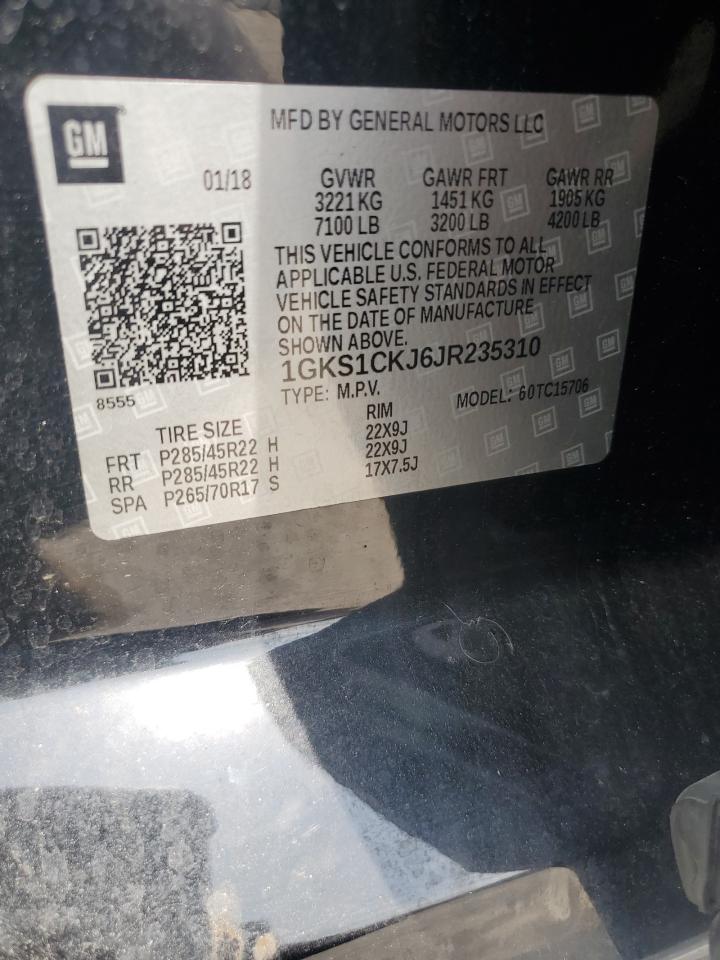 GM
MFD BY GENERAL MOTORS LLC
01/18 GVWR GAWR FRT GAWR RR
3221 KG 1451 KG 1905 KG
7100 LB 3200 LB 4200 LB
THIS VEHICLE CONFORMS TO ALL
APPLICABLE U.S. FEDERAL MOTOR
VEHICLE SAFETY STANDARDS IN EFFECT
ON THE DATE OF MANUFACTURE
SHOWN ABOVE.
1GKS1CKJ6JR235310
8555
TYPE: M.P.V. MODEL: 60TC15706
TIRE SIZE RIM
FRT P285/45R22 H 22X9J
RR P285/45R22 H 22X9J
SPA P265/70R17 S 17X7.5J